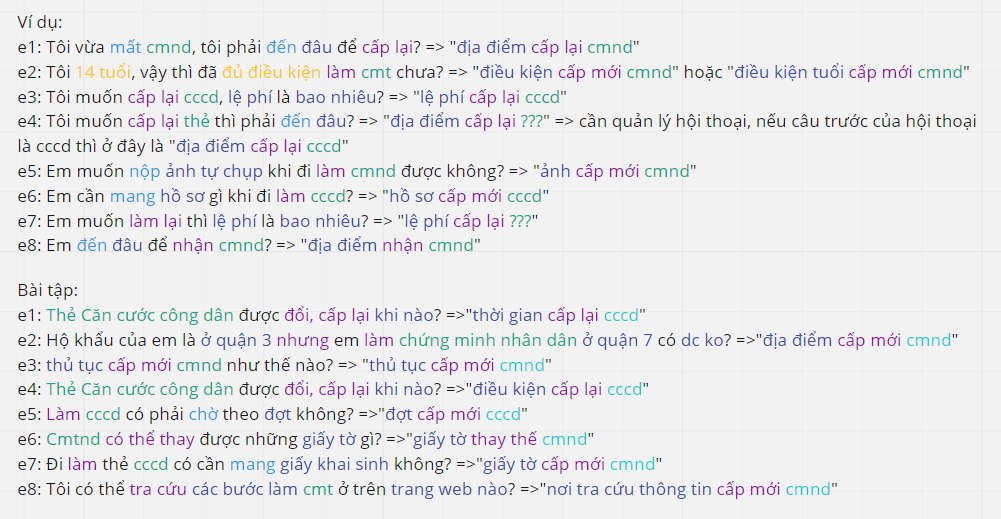 Ví dụ:
e1: Tôi vừa mất cmnd, tôi phải đến đâu để cấp lại? => "địa điểm cấp lại cmnd"
e2: Tôi 14 tuổi, vậy thì đã đủ điều kiện làm cmt chưa? => "điều kiện cấp mới cmnd" hoặc "điều kiện tuổi cấp mới cmnd"
e3: Tôi muốn cấp lại cccd, lệ phí là bao nhiêu? => "lệ phí cấp lại cccd"
e4: Tôi muốn cấp lại thẻ thì phải đến đâu? => "địa điểm cấp lại ???" => cần quản lý hội thoại, nếu câu trước của hội thoại
là cccd thì ở đây là "địa điểm cấp lại cccd"
e5: Em muốn nộp ảnh tự chụp khi đi làm cmnd được không? => "ảnh cấp mới cmnd"
e6: Em cần mang hồ sơ gì khi đi làm cccd? => "hồ sơ cấp mới cccd"
e7: Em muốn làm lại thì lệ phí là bao nhiêu? => "lệ phí cấp lại ???"
e8: Em đến đâu để nhận cmnd? => "địa điểm nhận cmnd"
Bài tập:
e1: Thẻ Căn cước công dân được đổi, cấp lại khi nào? =>"thời gian cấp lại cccd"
e2: Hộ khẩu của em là ở quận 3 nhưng em làm chứng minh nhân dân ở quận 7 có dc ko? =>"địa điểm cấp mới cmnd"
e3: thủ tục cấp mới cmnd như thế nào? => "thủ tục cấp mới cmnd"
e4: Thẻ Căn cước công dân được đổi, cấp lại khi nào? =>"điều kiện cấp lại cccd"
e5: Làm cccd có phải chờ theo đợt không? =>"đợt cấp mới cccd"
e6: Cmtnd có thể thay được những giấy tờ gì? =>"giấy tờ thay thế cmnd"
e7: Đi làm thẻ cccd có cần mang giấy khai sinh không? =>"giấy tờ cấp mới cmnd"
e8: Tôi có thể tra cứu các bước làm cmt ở trên trang web nào? =>"nơi tra cứu thông tin cấp mới cmnd"